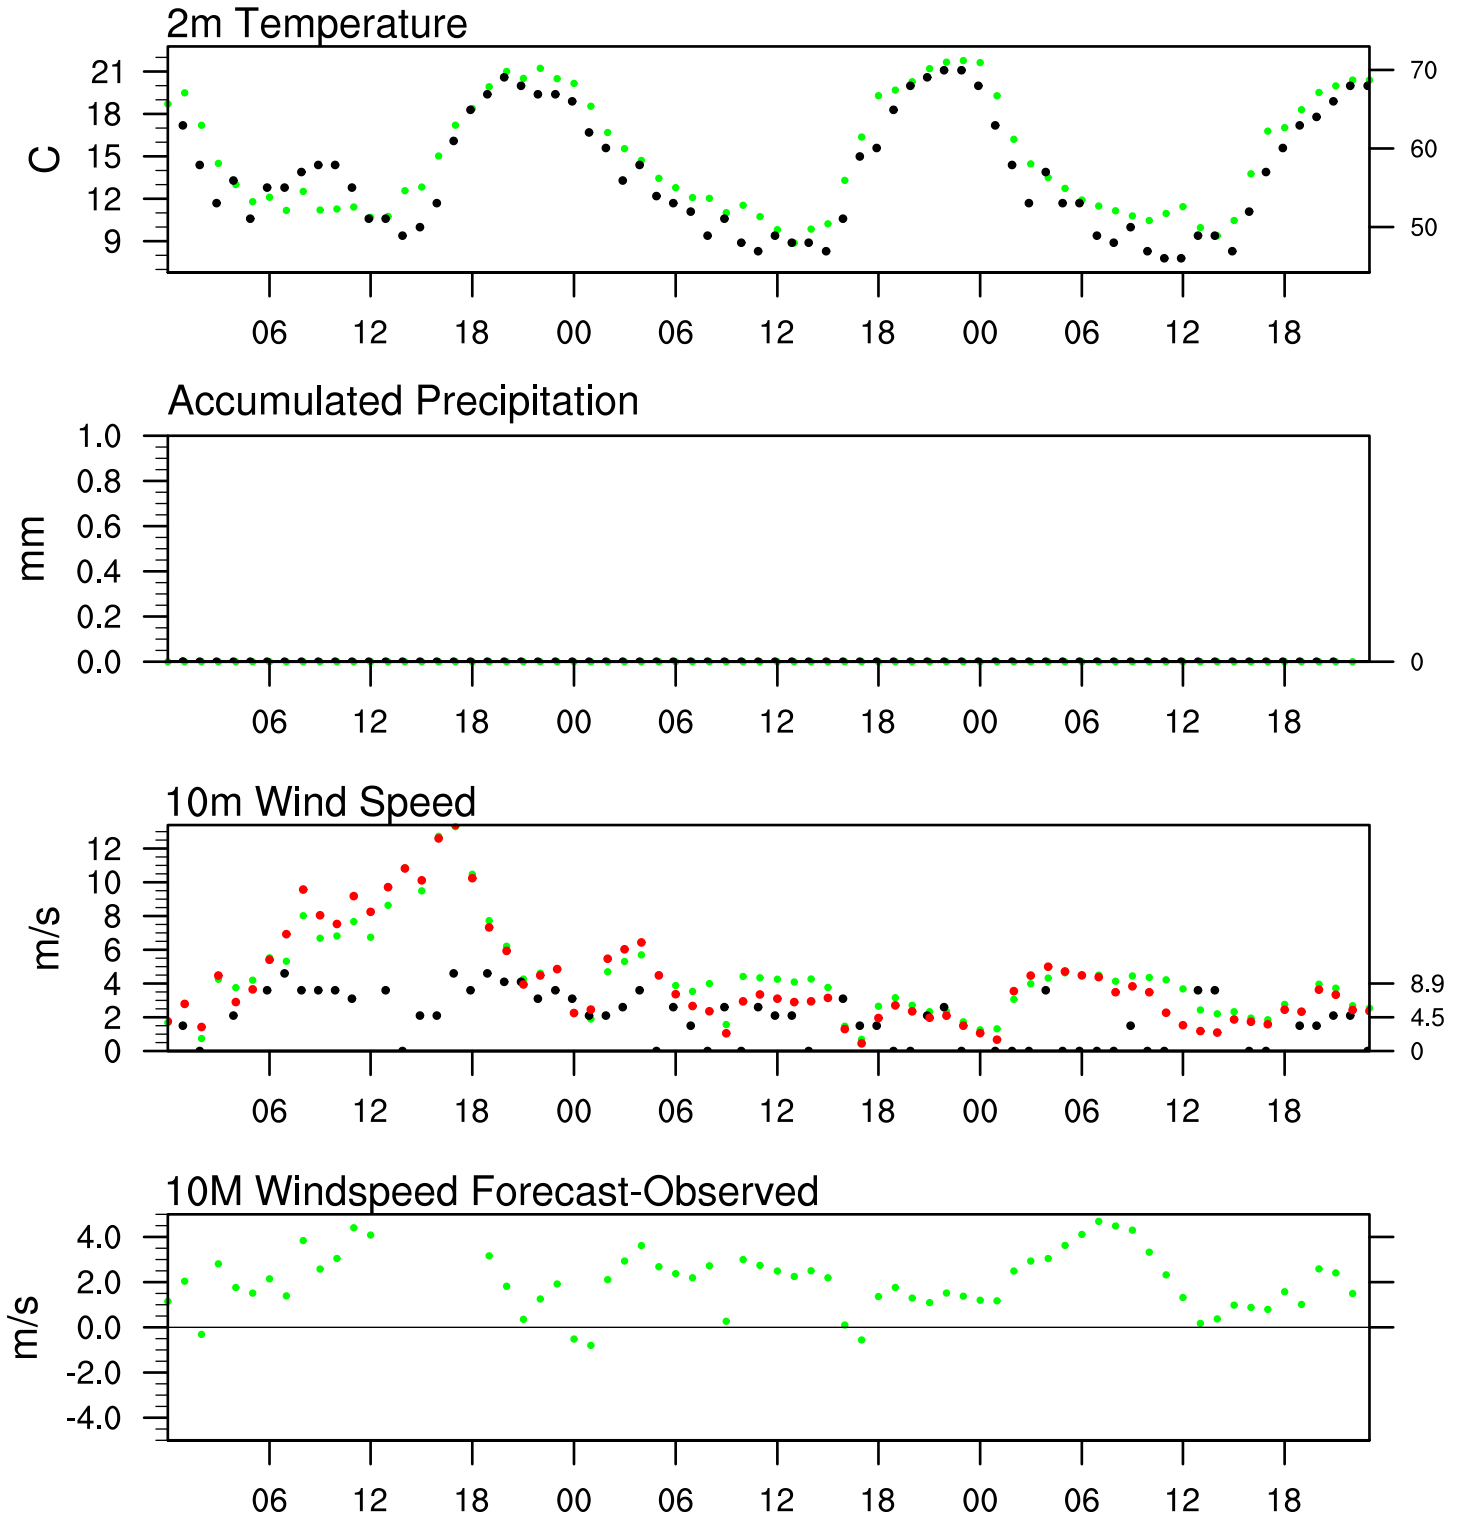 2m Temperature
21 70
18
C 15 60
12
9 50
06 12 18 00 06 12 18 00 06 12 18
Accumulated Precipitation
1.0
0.8
0.6
mm
0.4
0.2
0.0 0
06 12 18 00 06 12 18 00 06 12 18
10m Wind Speed
12
10
8
m/s
6
4 8.9
2 4.5
0 0
06 12 18 00 06 12 18 00 06 12 18
10M Windspeed Forecast-Observed
4.0
2.0
m/s 0.0
-2.0
-4.0
06 12 18 00 06 12 18 00 06 12 18